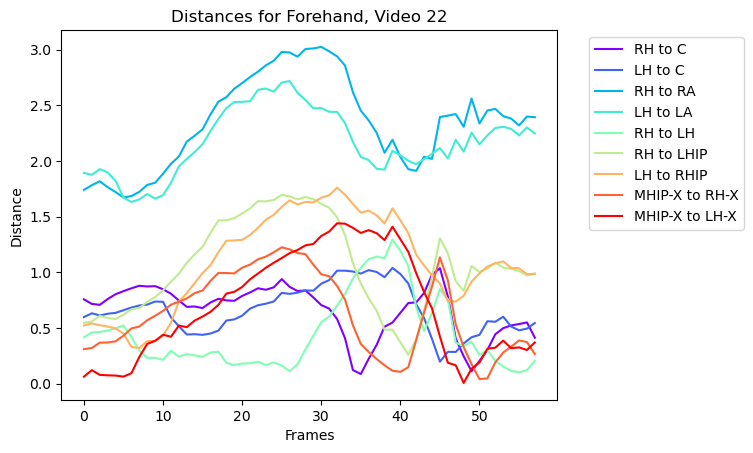 Distances for Forehand, Video 22
3.0
2.5
2.0
1.5
1.0
0.5
0.0
Distance
0
10
20
30
40
50
Frames
RH to C
LH to C
RH to RA
LH to LA
RH to LH
RH to LHIP
LH to RHIP
MHIP-X to RH-X
MHIP-X to LH-X